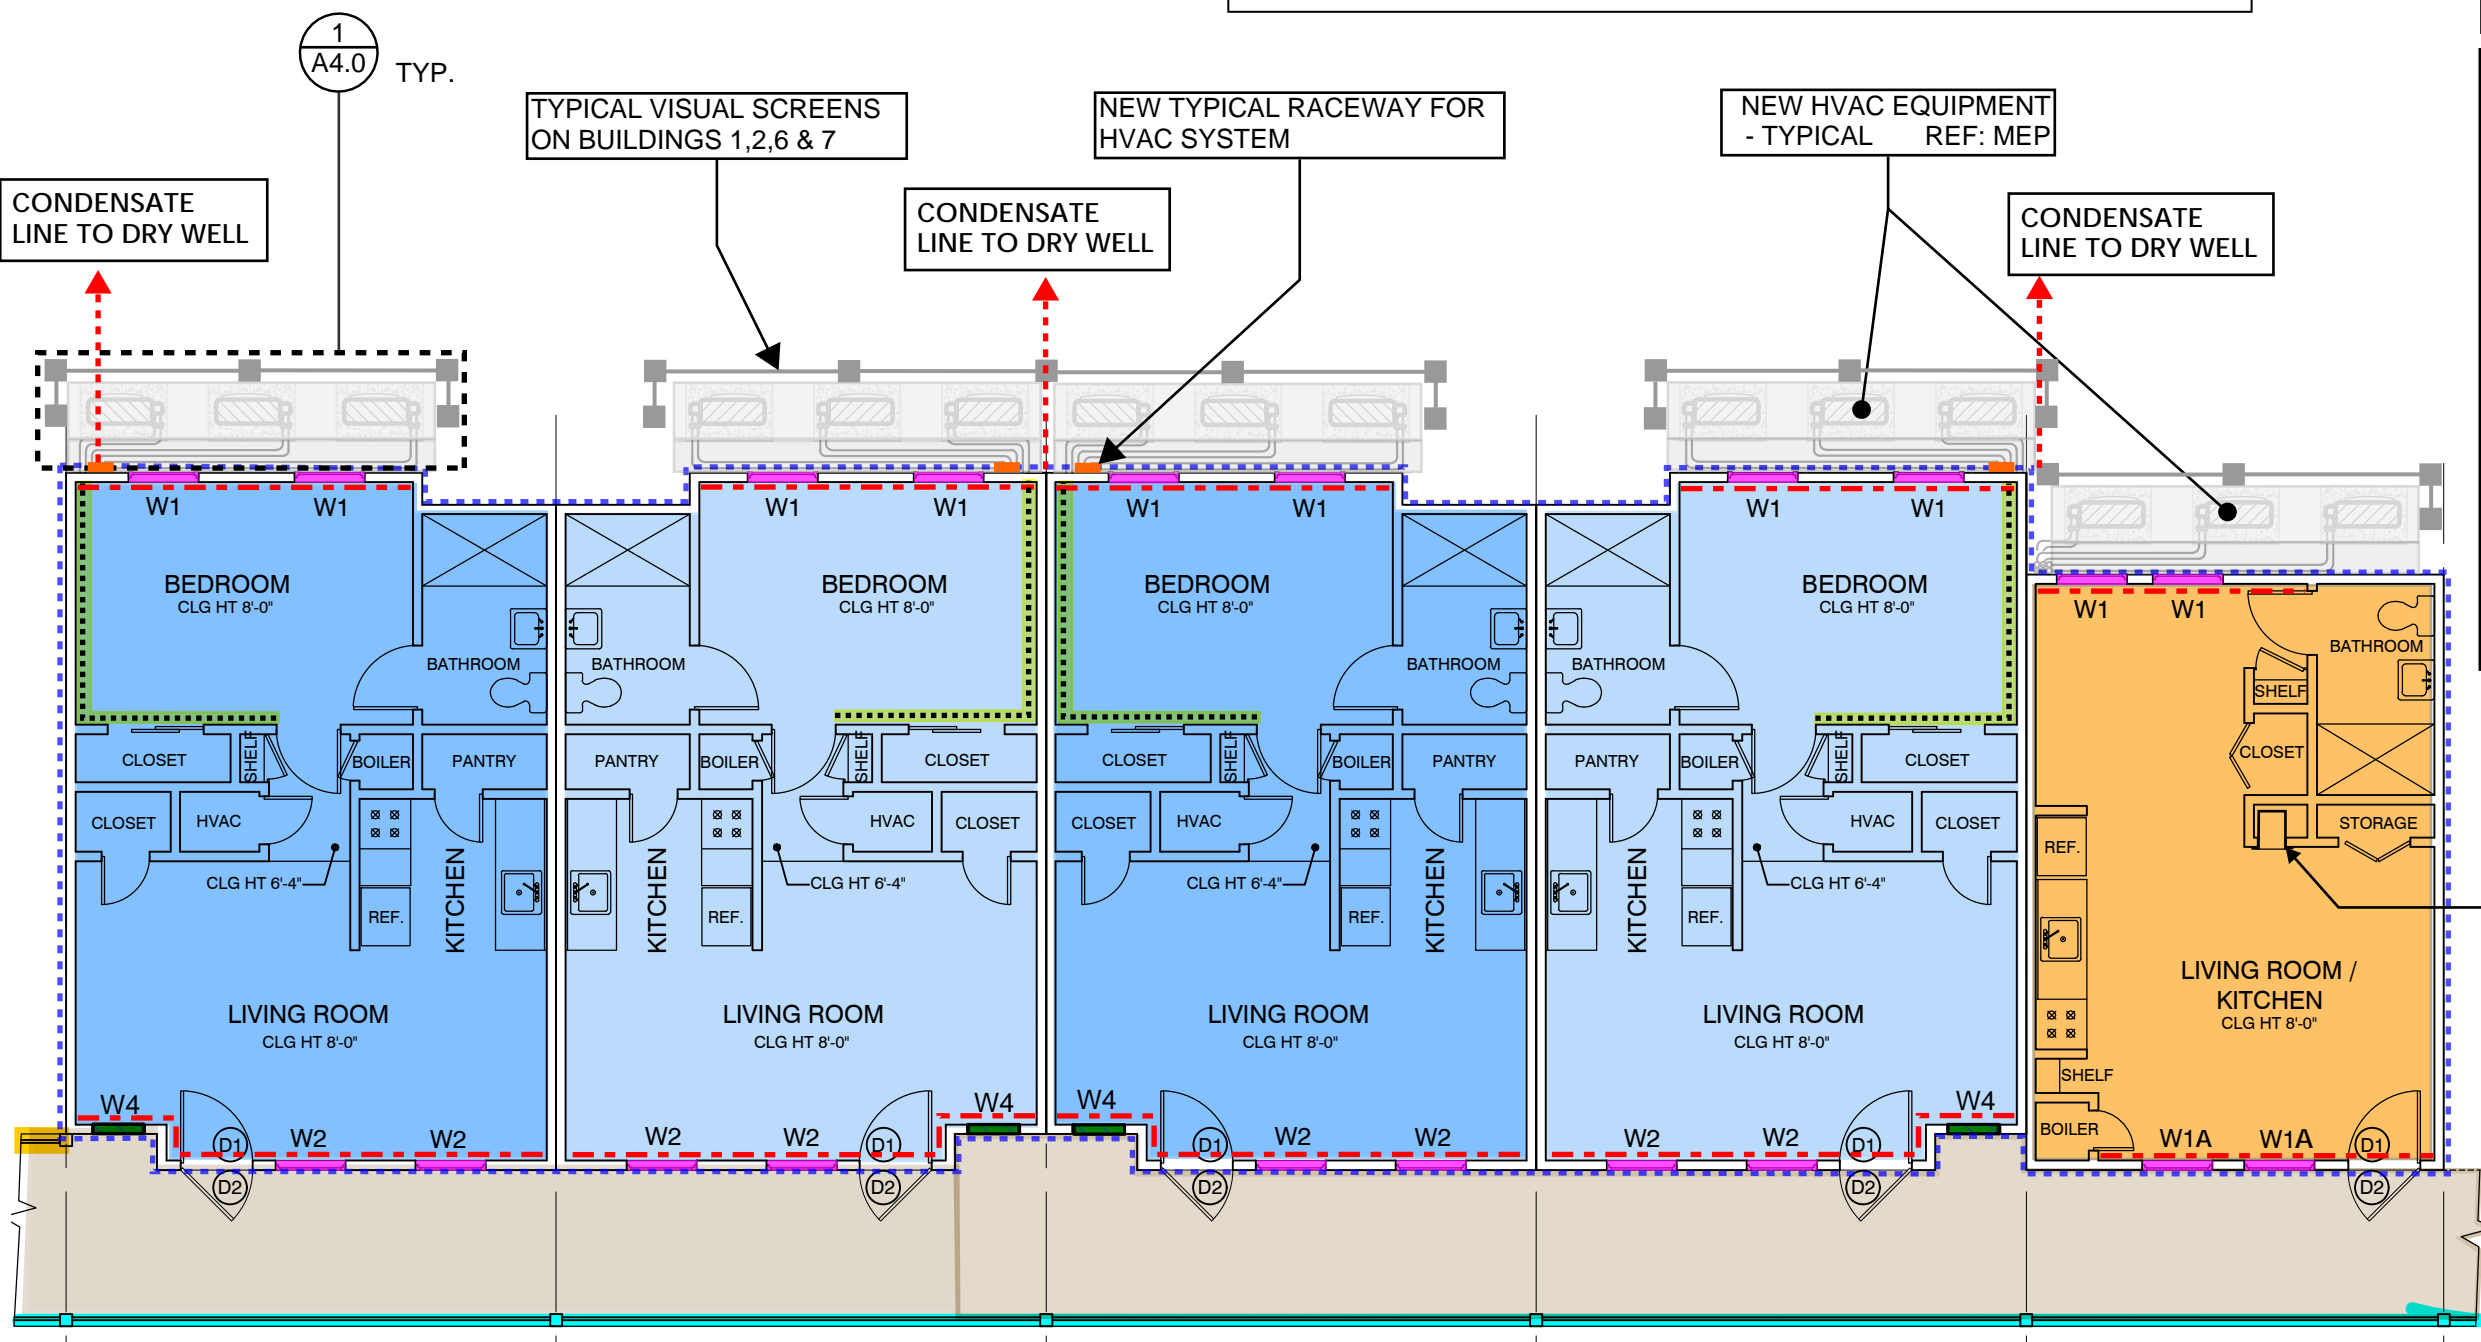 1
A4.0
TYP.
TYPICAL VISUAL SCREENS
ON BUILDINGS 1,2,6 & 7
NEW TYPICAL RACEWAY FOR
HVAC SYSTEM
NEW HVAC EQUIPMENT
- TYPICAL REF: MEP
CONDENSATE
LINE TO DRY WELL
CONDENSATE
LINE TO DRY WELL
CONDENSATE
LINE TO DRY WELL
W1
W1
BEDROOM
CLG HT 8'-0"
BATHROOM
CLOSET
SHELF
BOILER
PANTRY
CLOSET
HVAC
CLG HT 6'-4"
REF.
KITCHEN
LIVING ROOM
CLG HT 8'-0"
W4
D1
W2
W2
D2
W1
W1
BEDROOM
CLG HT 8'-0"
BATHROOM
PANTRY
BOILER
SHELF
CLOSET
HVAC
CLOSET
CLG HT 6'-4"
KITCHEN
REF.
LIVING ROOM
CLG HT 8'-0"
W4
W2
W2
D1
D2
W1
W1
BEDROOM
CLG HT 8'-0"
BATHROOM
CLOSET
SHELF
BOILER
PANTRY
CLOSET
HVAC
CLG HT 6'-4"
REF.
KITCHEN
LIVING ROOM
CLG HT 8'-0"
W4
D1
W2
W2
D2
W1
W1
BEDROOM
CLG HT 8'-0"
BATHROOM
PANTRY
BOILER
SHELF
CLOSET
HVAC
CLOSET
CLG HT 6'-4"
KITCHEN
REF.
LIVING ROOM
CLG HT 8'-0"
W4
W2
W2
D1
D2
W1
W1
BATHROOM
SHELF
CLOSET
STORAGE
REF.
LIVING ROOM /
KITCHEN
CLG HT 8'-0"
SHELF
BOILER
W1A
W1A
D1
D2